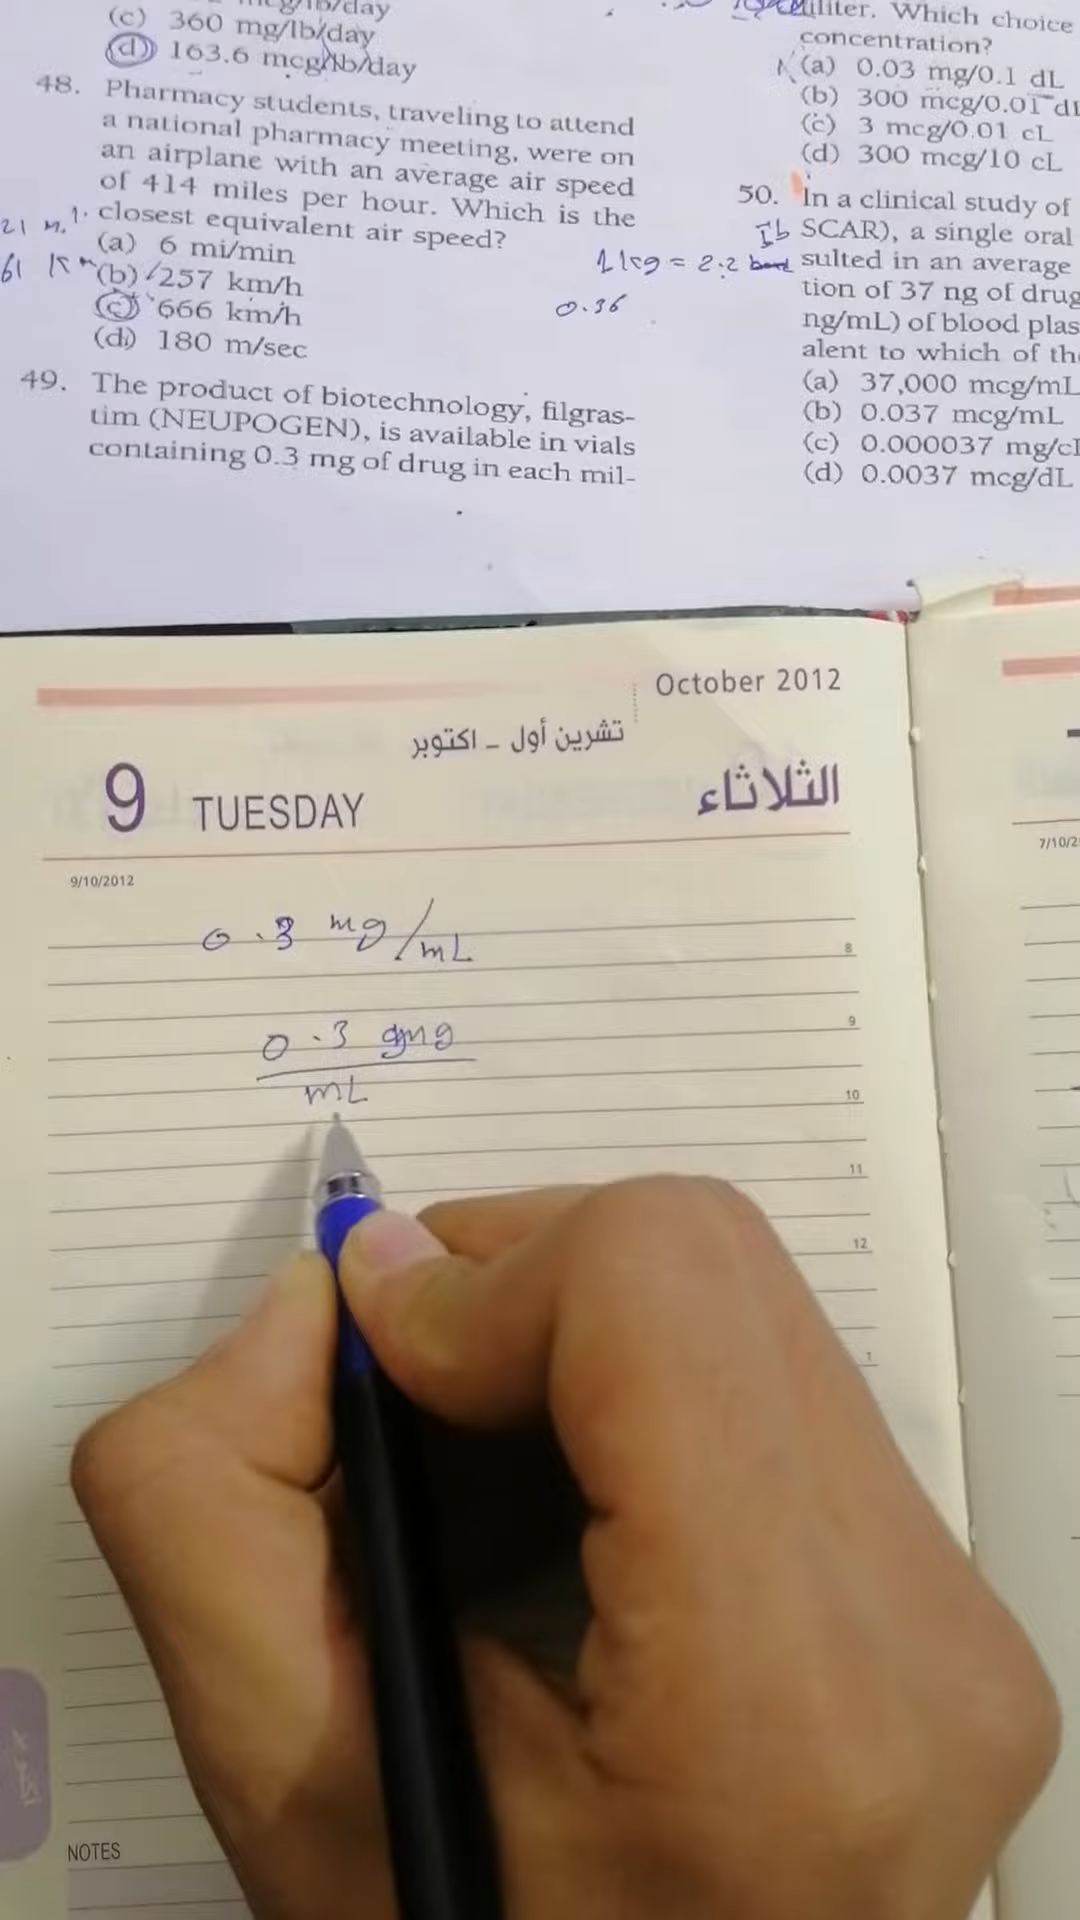 (c) 360 mg/lb/day
(d) 163.6 mcg/lb/day
48. Pharmacy students, traveling to attend
a national pharmacy meeting, were on
an airplane with an average air speed
of 414 miles per hour. Which is the
closest equivalent air speed?
(a) 6 mi/min
(b) 257 km/h
(c) 666 km/h
(d) 180 m/sec
49. The product of biotechnology, filgras-
tim (NEUPOGEN), is available in vials
containing 0.3 mg of drug in each mil-
1 kg = 2.2
0.36
liliter. Which choice
concentration?
(a) 0.03 mg/0.1 dL
(b) 300 mcg/0.01
(c) 3 mcg/0.01 cL
(d) 300 mcg/10 cL
50. In a clinical study of
SCAR), a single oral
sulted in an average
tion of 37 ng of drug
ng/mL) of blood plas
alent to which of the
(a) 37,000 mcg/mL
(b) 0.037 mcg/mL
(c) 0.000037
(d) 0.0037 mcg/dL
October 2012
تشرين أول - اكتوبر
9 TUESDAY الثلاثاء
9/10/2012
0.3 mg/mL
0.3
mL
8
9
10
11
12
1
NOTES